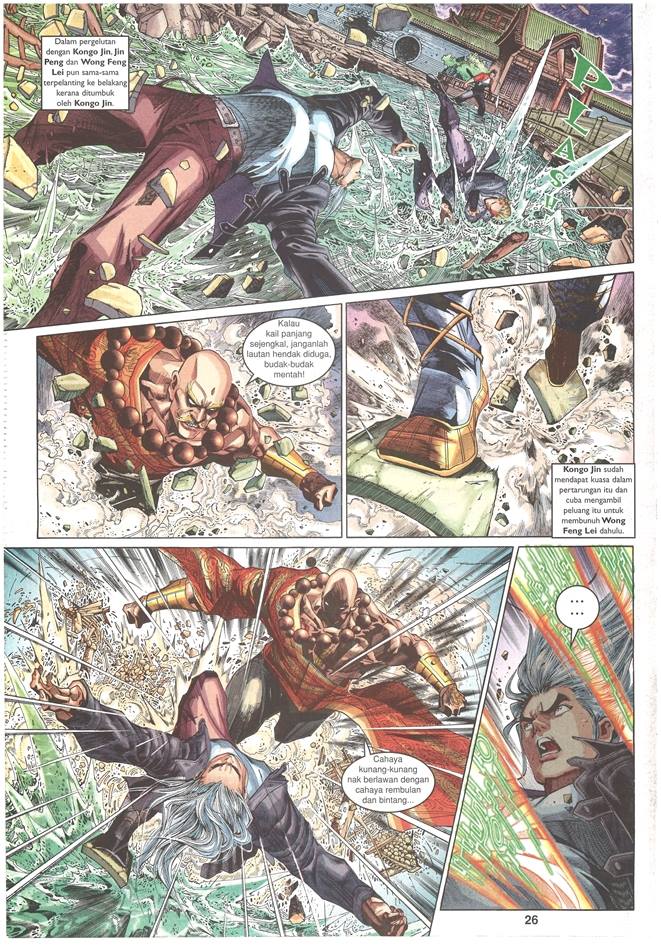 Dalam pergelutan
dengan Kongo Jin, Jin
Peng dan Wong Feng
Lei pun sama-sama
terpelanting ke belakang
kerana ditumbuk
oleh Kongo Jin.
PLASH
Kalau
kail panjang
sejengkal, janganlah
lautan hendak diduga,
budak-budak
mentah!
Kongo Jin sudah
mendapat kuasa dalam
pertarungan itu dan
cuba mengambil
peluang itu untuk
membunuh Wong
Feng Lei dahulu.
Cahaya
kunang-kunang
nak berlawan dengan
cahaya rembulan
dan bintang...
...
...
26